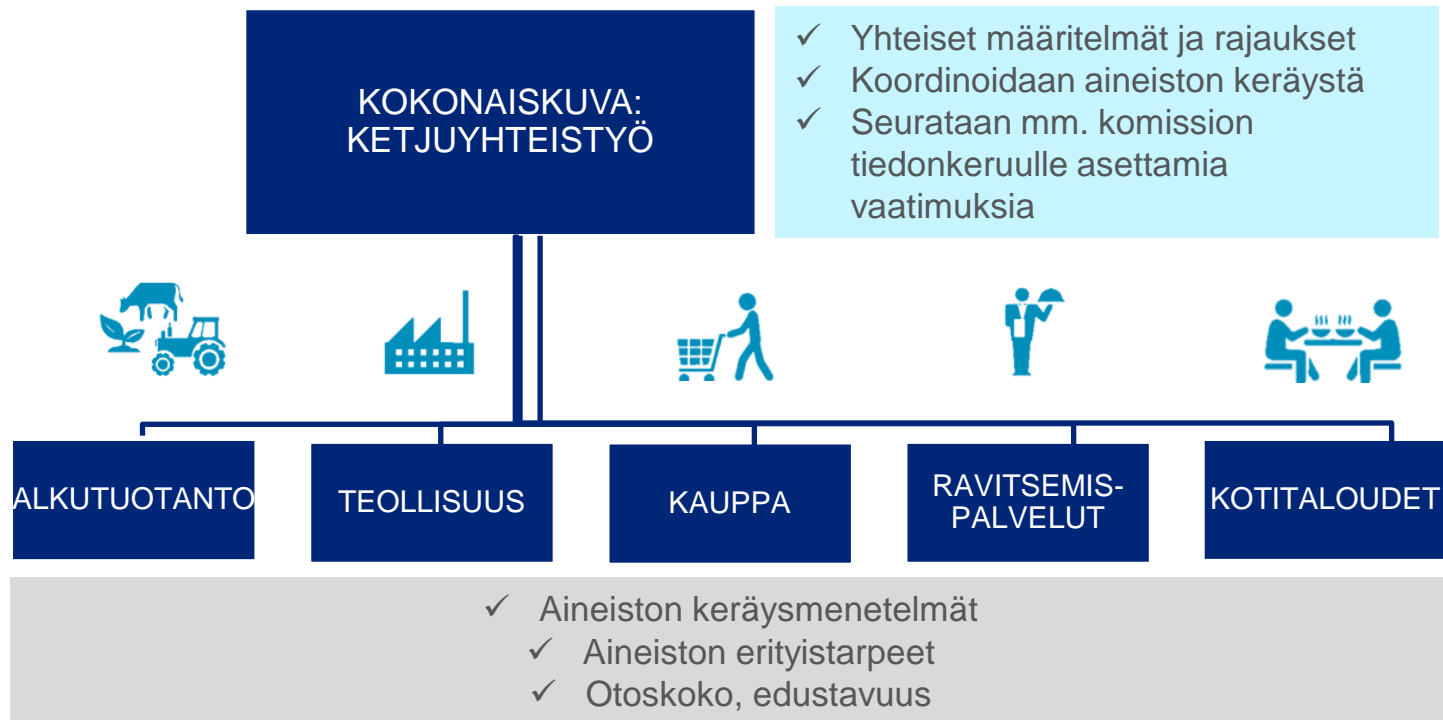 KOKONAISKUVA:
KETJUYHTEISTYÖ
✓ Yhteiset määritelmät ja rajaukset
✓ Koordinoidaan aineiston keräystä
✓ Seurataan mm. komission
tiedonkeruulle asettamia
vaatimuksia
ALKUTUOTANTO
TEOLLISUUS
KAUPPA
RAVITSEMIS-
PALVELUT
KOTITALOUDET
✓ Aineiston keräysmenetelmät
✓ Aineiston erityistarpeet
✓ Otoskoko, edustavuus